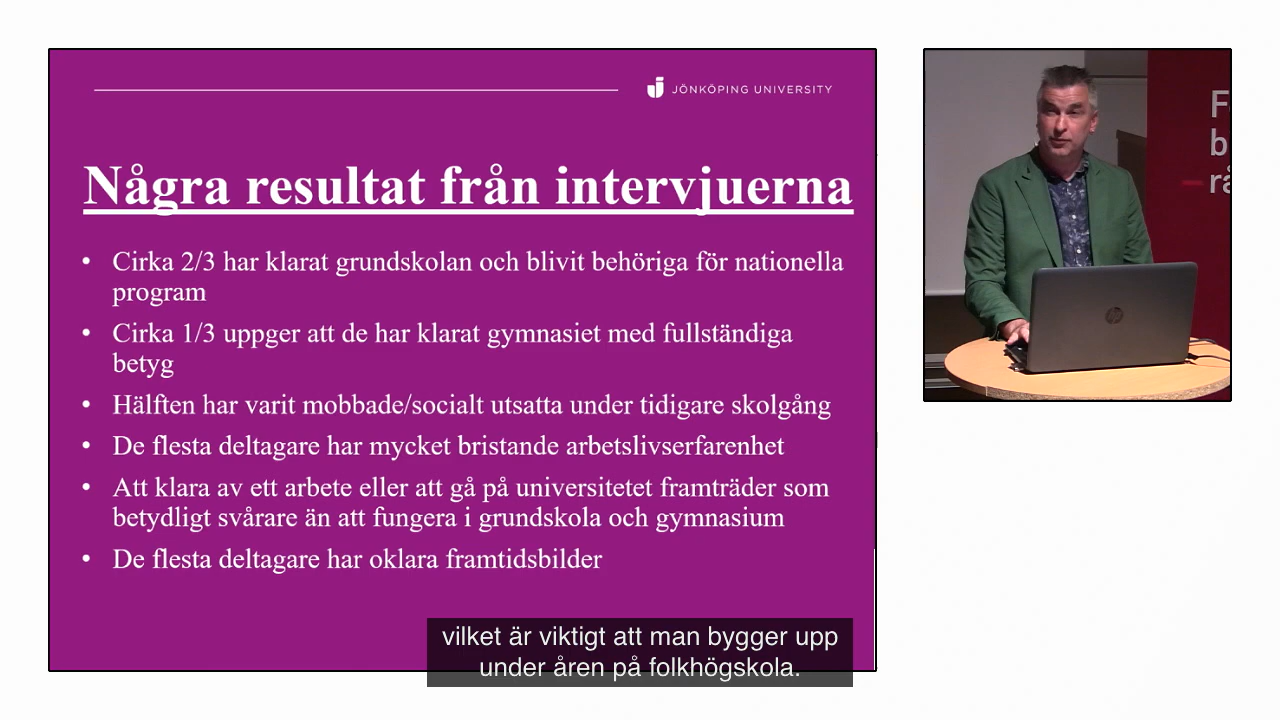 JÖNKÖPING UNIVERSITY
Några resultat från intervjuerna
• Cirka 2/3 har klarat grundskolan och blivit behöriga för nationella
program
• Cirka 1/3 uppger att de har klarat gymnasiet med fullständiga
betyg
• Hälften har varit mobbade/socialt utsatta under tidigare skolgång
• De flesta deltagare har mycket bristande arbetslivserfarenhet
• Att klara av ett arbete eller att gå på universitetet framträder som
betydligt svårare än att fungera i grundskola och gymnasium
• De flesta deltagare har oklara framtidsbilder
vilket är viktigt att man bygger upp
under åren på folkhögskola.
F
b
rå
hp